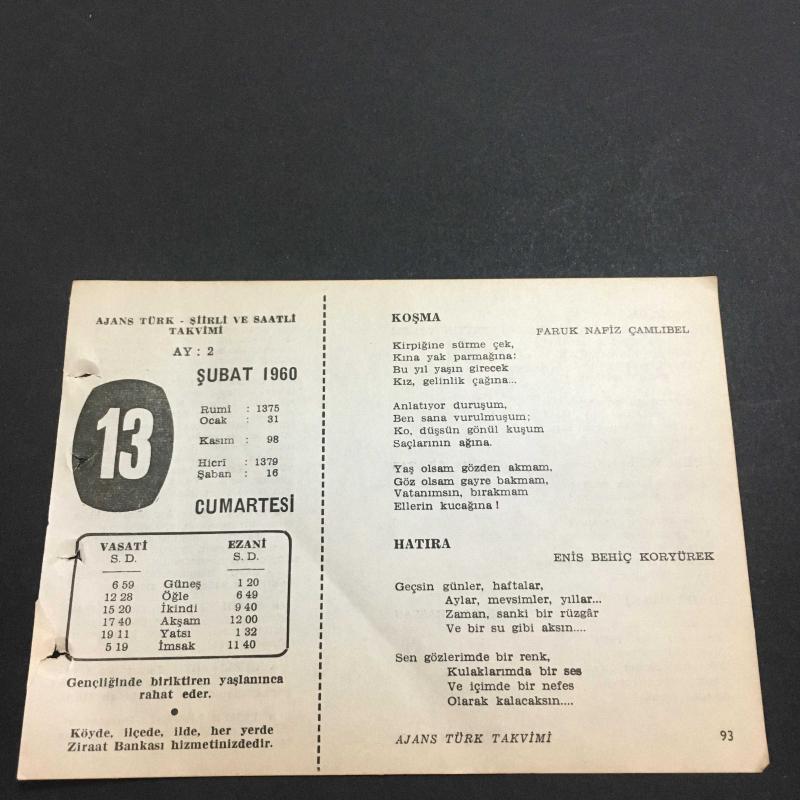 AJANS TÜRK - ŞİİRLİ VE SAATLİ
TAKVİMİ
AY : 2
ŞUBAT 1960
13
Rumî : 1375
Ocak : 31
Kasım : 98
Hicrî : 1379
Şaban : 16
CUMARTESİ
VASATİ EZANİ
S. D. S. D.
6 59 Güneş 1 20
12 28 Öğle 6 49
15 20 İkindi 9 40
17 40 Akşam 12 00
19 11 Yatsı 1 32
5 19 İmsak 11 40
Gençliğinde biriktiren yaşlanınca
rahat eder.
●
Köyde, ilçede, ilde, her yerde
Ziraat Bankası hizmetinizdedir.
KOŞMA
FARUK NAFİZ ÇAMLIBEL
Kirpiğine sürme çek,
Kına yak parmağına:
Bu yıl yaşın girecek
Kız, gelinlik çağına...
Anlatıyor duruşum,
Ben sana vurulmuşum;
Ko, düşsün gönül kuşum
Saçlarının ağına.
Yaş olsam gözden akmam,
Göz olsam gayre bakmam,
Vatanımsın, bırakmam
Ellerin kucağına !
HATIRA
ENİS BEHİÇ KORYÜREK
Geçsin günler, haftalar,
Aylar, mevsimler, yıllar...
Zaman, sanki bir rüzgâr
Ve bir su gibi aksın....
Sen gözlerimde bir renk,
Kulaklarımda bir ses
Ve içimde bir nefes
Olarak kalacaksın....
AJANS TÜRK TAKVİMİ 93